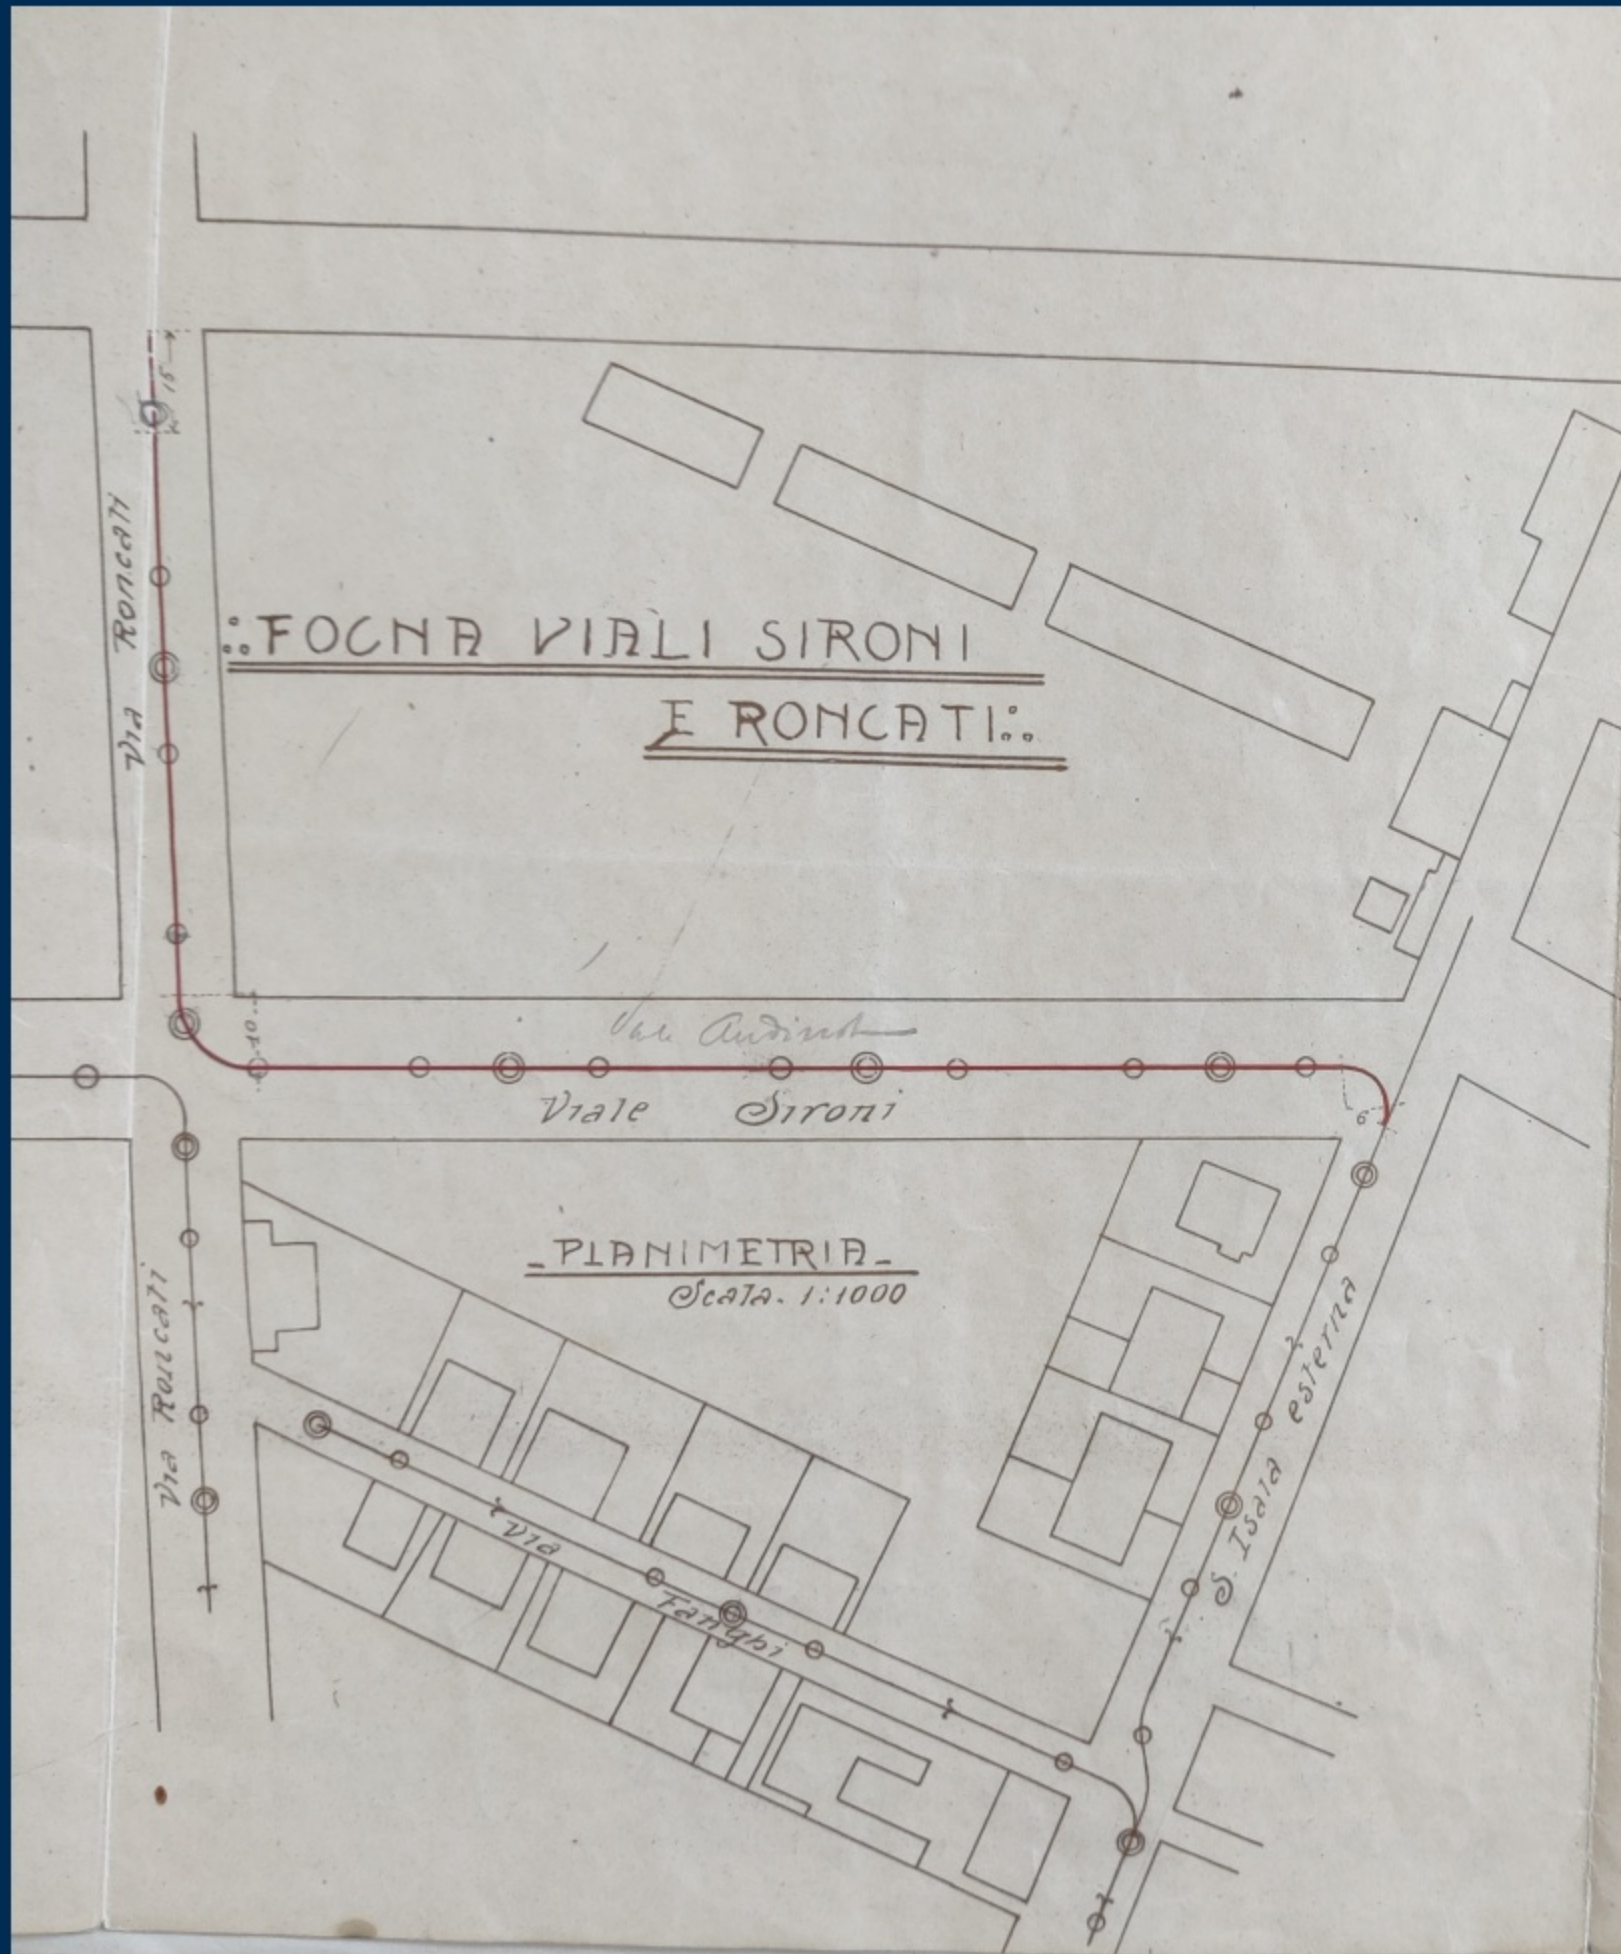 15
Via Roncati
∴FOGNA VIALI SIRONI
E RONCATI∴
10
Viale Sironi
6
PLANIMETRIA
Scala. 1:1000
Via Roncati
S. Isaia esterna
Via